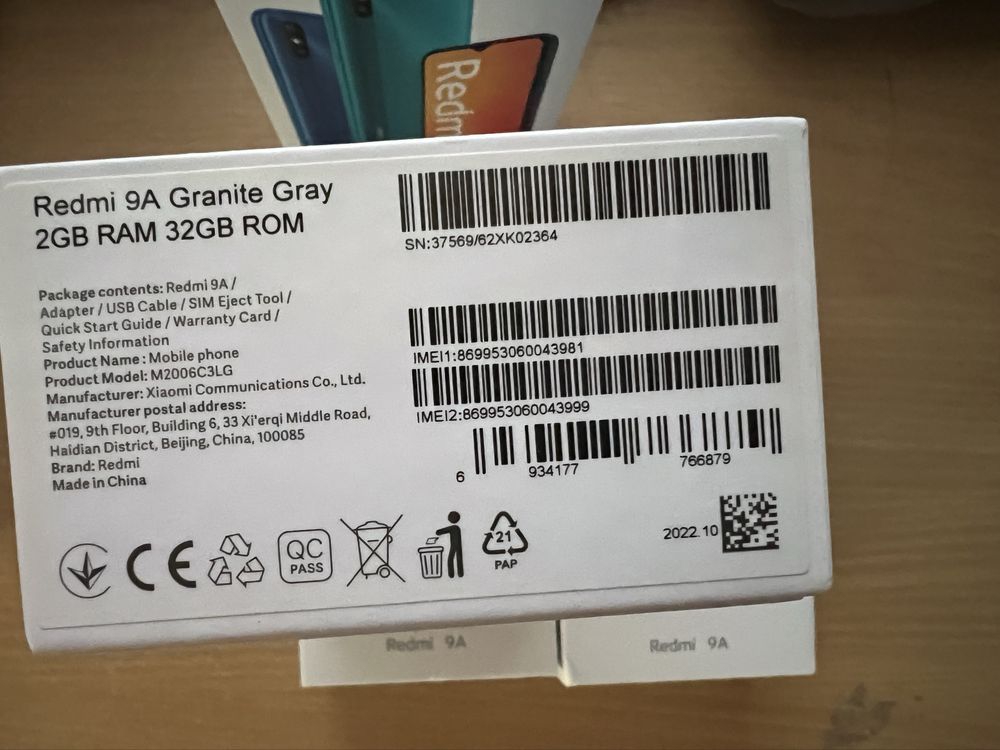 Redmi
Redmi 9A Granite Gray
2GB RAM 32GB ROM
Package contents: Redmi 9A /
Adapter / USB Cable / SIM Eject Tool /
Quick Start Guide / Warranty Card /
Safety Information
Product Name : Mobile phone
Product Model: M2006C3LG
Manufacturer: Xiaomi Communications Co., Ltd.
Manufacturer postal address:
#019, 9th Floor, Building 6, 33 Xi'erqi Middle Road,
Haidian District, Beijing, China, 100085
Brand: Redmi
Made in China
SN:37569/62XK02364
IMEI1:869953060043981
IMEI2:869953060043999
6 934177 766879
2022.10
CE
QC
PASS
21
PAP
Redmi 9A
Redmi 9A